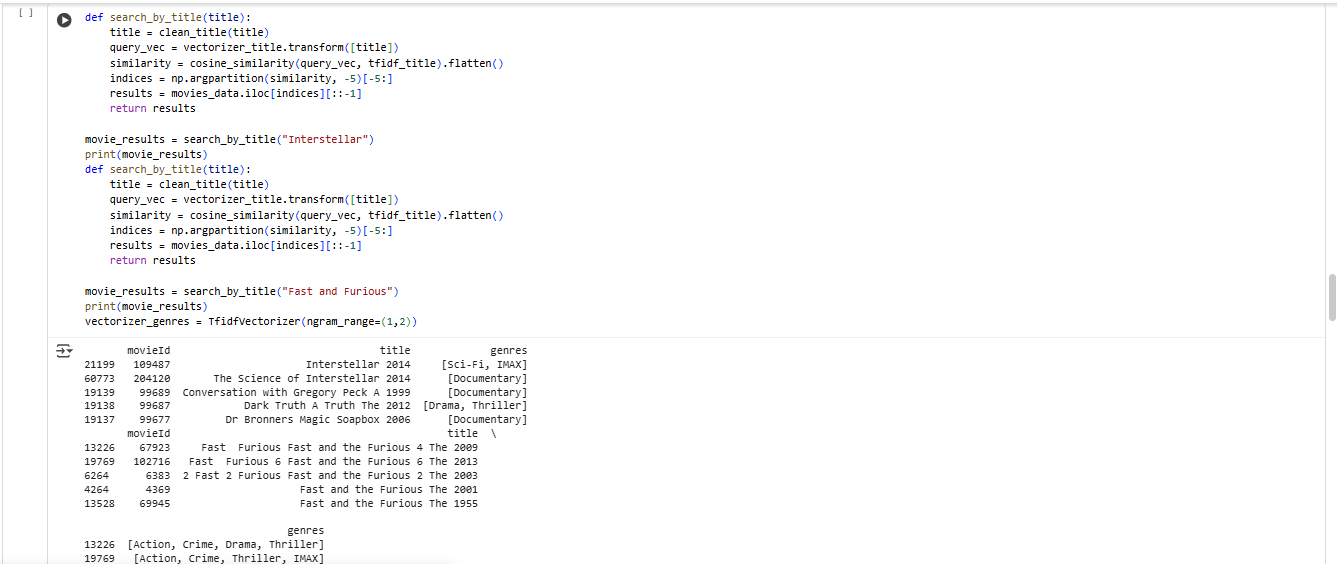 [ ]
def search_by_title(title):
    title = clean_title(title)
    query_vec = vectorizer_title.transform([title])
    similarity = cosine_similarity(query_vec, tfidf_title).flatten()
    indices = np.argpartition(similarity, -5)[-5:]
    results = movies_data.iloc[indices][::-1]
    return results

movie_results = search_by_title("Interstellar")
print(movie_results)
def search_by_title(title):
    title = clean_title(title)
    query_vec = vectorizer_title.transform([title])
    similarity = cosine_similarity(query_vec, tfidf_title).flatten()
    indices = np.argpartition(similarity, -5)[-5:]
    results = movies_data.iloc[indices][::-1]
    return results

movie_results = search_by_title("Fast and Furious")
print(movie_results)
vectorizer_genres = TfidfVectorizer(ngram_range=(1,2))
       movieId                                  title             genres
21199   109487                      Interstellar 2014     [Sci-Fi, IMAX]
60773   204120       The Science of Interstellar 2014      [Documentary]
19139    99689  Conversation with Gregory Peck A 1999      [Documentary]
19138    99687            Dark Truth A Truth The 2012  [Drama, Thriller]
19137    99677         Dr Bronners Magic Soapbox 2006      [Documentary]
       movieId                                            title  \
13226    67923     Fast  Furious Fast and the Furious 4 The 2009
19769   102716   Fast  Furious 6 Fast and the Furious 6 The 2013
6264      6383  2 Fast 2 Furious Fast and the Furious 2 The 2003
4264      4369                     Fast and the Furious The 2001
13528    69945                     Fast and the Furious The 1955

                                genres
13226  [Action, Crime, Drama, Thriller]
19769   [Action, Crime, Thriller, IMAX]